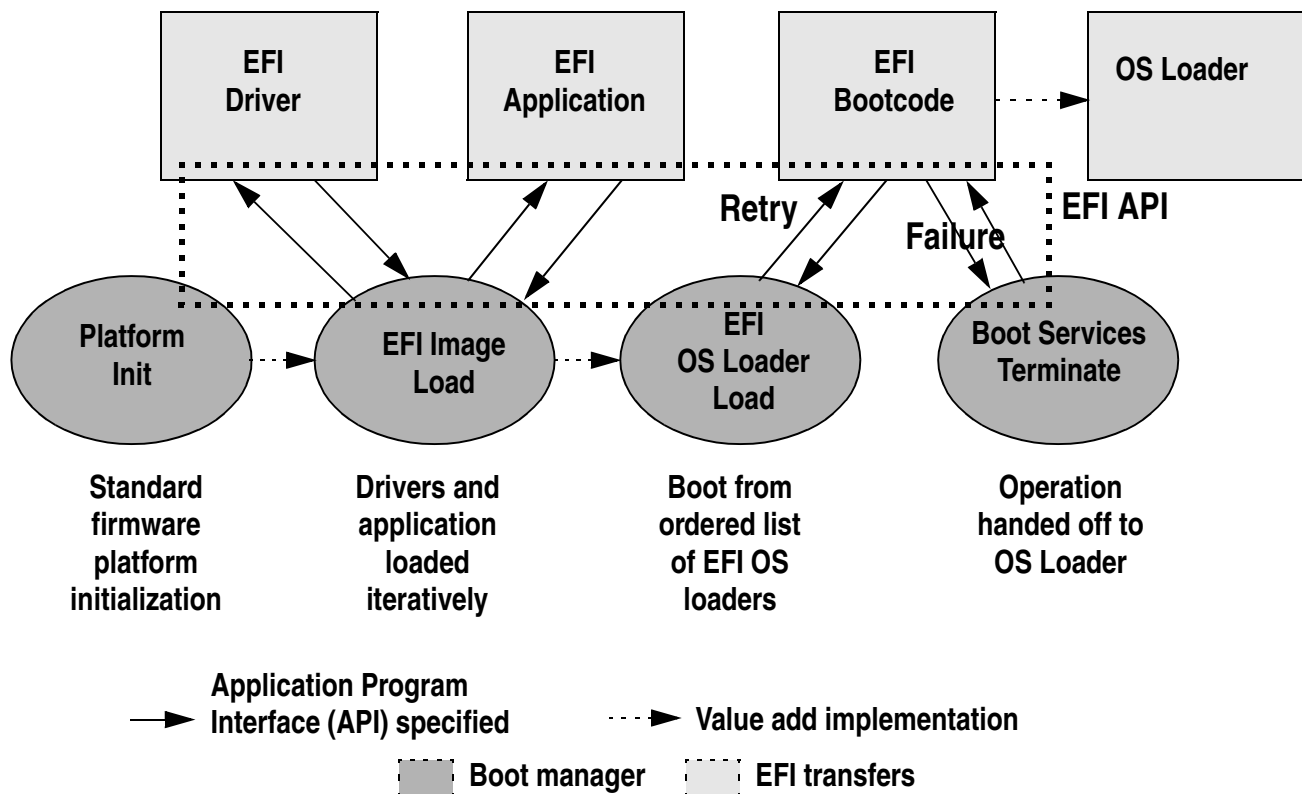 EFI
Driver
EFI
Application
EFI
Bootcode
OS Loader
Retry
Failure
EFI API
Platform
Init
EFI Image
Load
EFI
OS Loader
Load
Boot Services
Terminate
Standard
firmware
platform
initialization
Drivers and
application
loaded
iteratively
Boot from
ordered list
of EFI OS
loaders
Operation
handed off to
OS Loader
Application Program
Interface (API) specified
Value add implementation
Boot manager
EFI transfers